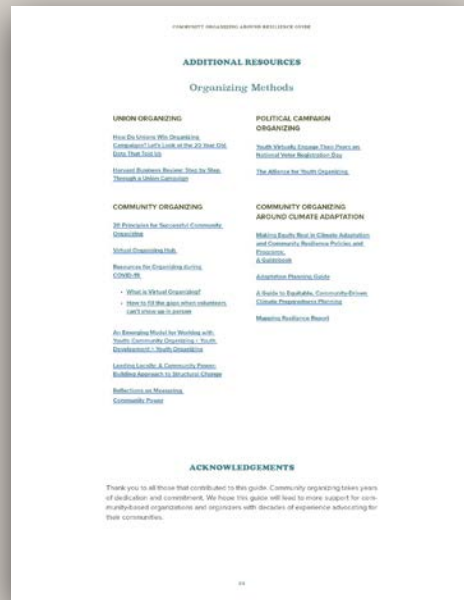 COMMUNITY ORGANIZING AROUND RESILIENCE GUIDE
ADDITIONAL RESOURCES
Organizing Methods
UNION ORGANIZING
How Do Unions Win Organizing
Campaigns? Let's Look at the 20 Year Old
Data That Told Us
Harvard Business Review: Step by Step
Through a Union Campaign
POLITICAL CAMPAIGN
ORGANIZING
Youth Virtually Engage Their Peers on
National Voter Registration Day
The Alliance for Youth Organizing
COMMUNITY ORGANIZING
20 Principles for Successful Community
Organizing
Virtual Organizing Hub
Resources for Organizing during
COVID-19
• What is Virtual Organizing?
• How to fill the gaps when volunteers
can't show up in person
An Emerging Model for Working with
Youth: Community Organizing + Youth
Development = Youth Organizing
Leading Locally: A Community Power-
Building Approach to Structural Change
Reflections on Measuring
Community Power
COMMUNITY ORGANIZING
AROUND CLIMATE ADAPTATION
Making Equity Real in Climate Adaptation
and Community Resilience Policies and
Programs:
A Guidebook
Adaptation Planning Guide
A Guide to Equitable, Community-Driven
Climate Preparedness Planning
Mapping Resilience Report
ACKNOWLEDGEMENTS
Thank you to all those that contributed to this guide. Community organizing takes years
of dedication and commitment. We hope this guide will lead to more support for com-
munity-based organizations and organizers with decades of experience advocating for
their communities.